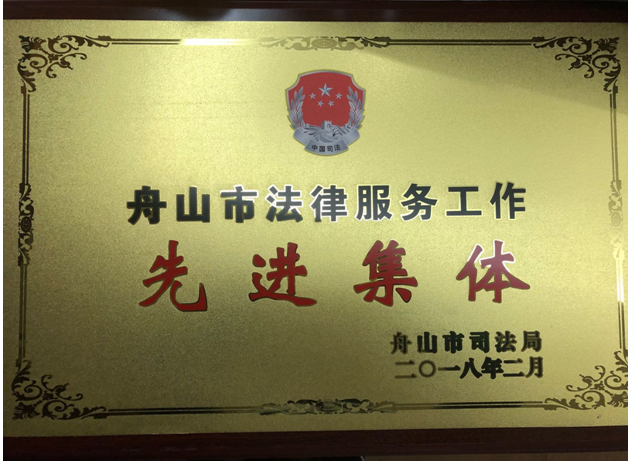 中国司法
舟山市法律服务工作
先进集体
舟山市司法局
二〇一八年二月